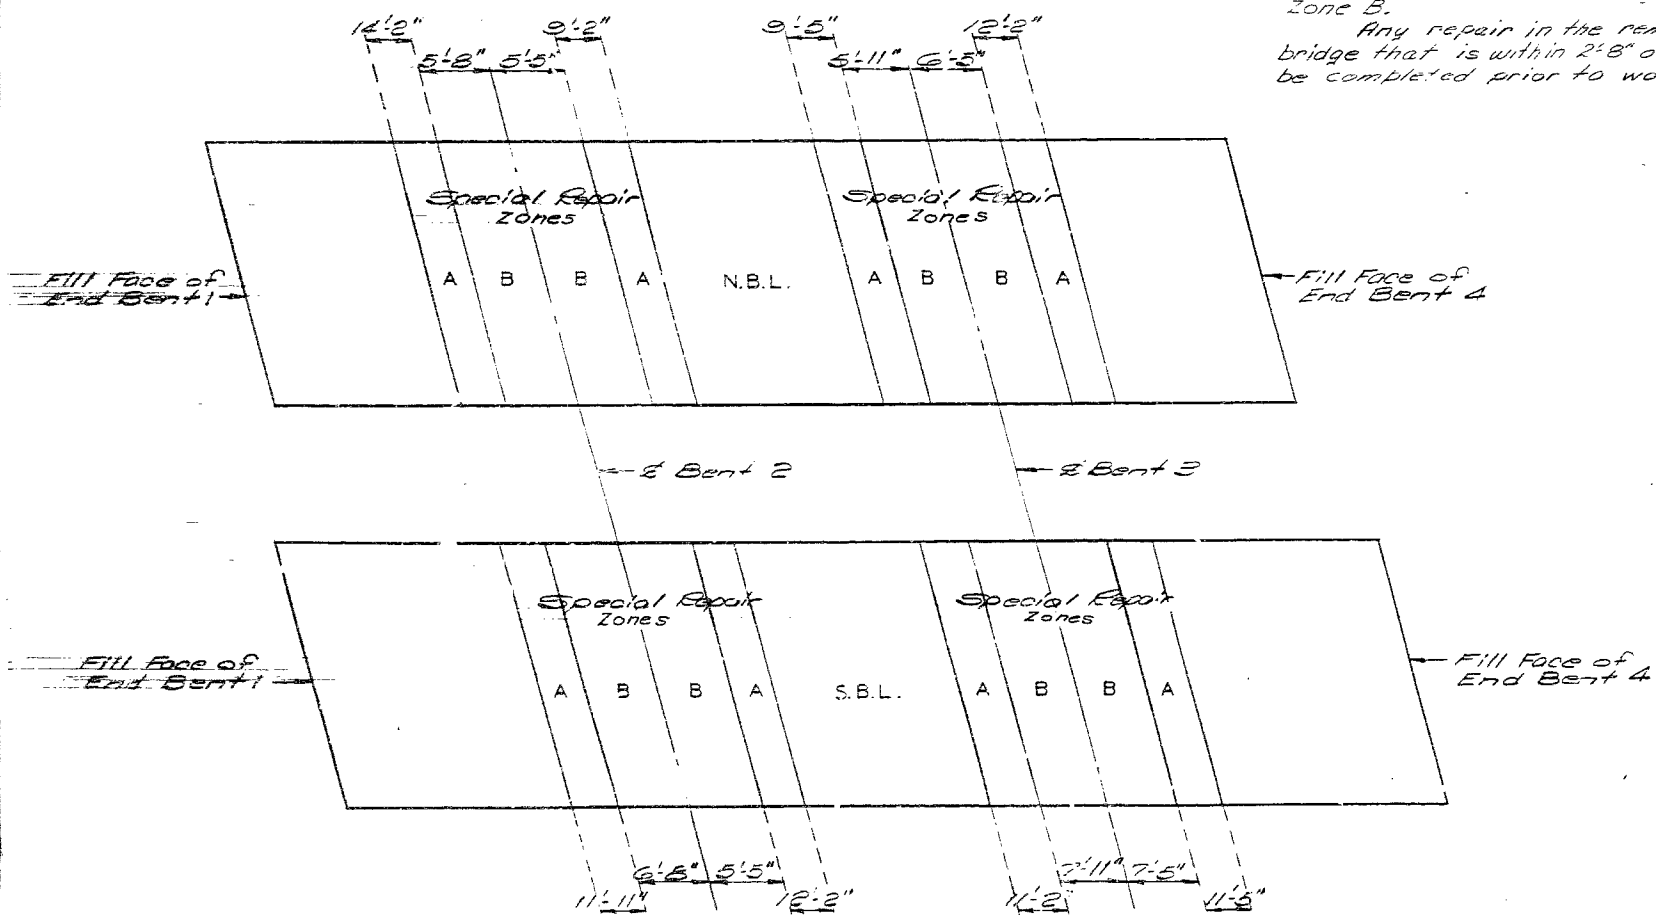 Zone B.
Any repair in the
bridge that is within 2'-8"
be completed prior to
14'-2" 9'-2" 9'-5" 12'-2"
5'-8" 5'-5" 5'-11" 6'-5"
Special Repair Special Repair
Zones Zones
Fill Face of
End Bent 1
A B B A N.B.L. A B B A
Fill Face of
End Bent 4
℄ Bent 2 ℄ Bent 3
Special Repair Special Repair
Zones Zones
Fill Face of
End Bent 1
A B B A S.B.L. A B B A
Fill Face of
End Bent 4
6'-8" 5'-5" 7'-11" 7'-5"
11'-11" 12'-2" 11'-2" 11'-5"